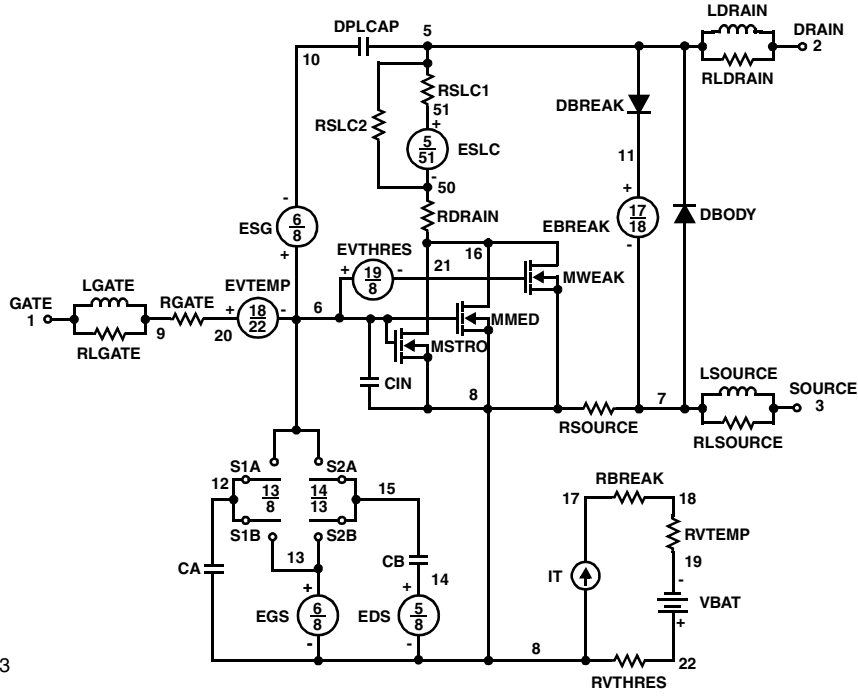 LDRAIN
DPLCAP 5 DRAIN
10 2
RSLC1 RLDRAIN
51 DBREAK
RSLC2 +
5
51 ESLC
11
- 50
- + 17
18 DBODY
6
8 RDRAIN EBREAK
ESG
EVTHRES 16 -
+ + 19
8 - 21 MWEAK
LGATE EVTEMP
GATE RGATE + 18
22 - 6 MMED
1 9 20
RLGATE MSTRO
CIN LSOURCE
8 7 SOURCE
3
RSOURCE RLSOURCE
S1A S2A
12 13
8 14
13 15 RBREAK
17 18
S1B S2B RVTEMP
13 CB 19
CA 14 IT -
+ + VBAT
EGS 6
8 EDS 5
8 +
- - 8 22
RVTHRES
3